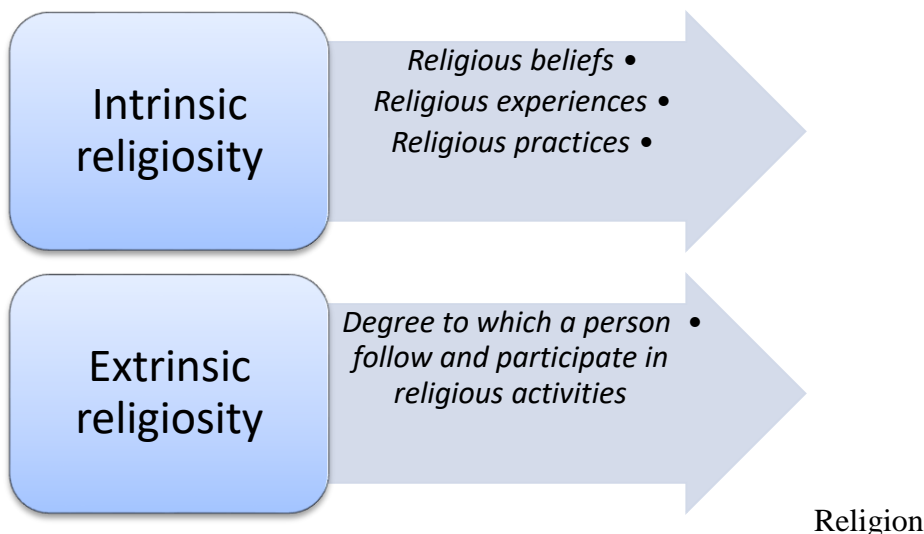 Intrinsic
religiosity
Religious beliefs •
Religious experiences •
Religious practices •
Extrinsic
religiosity
Degree to which a person •
follow and participate in
religious activities
Religion